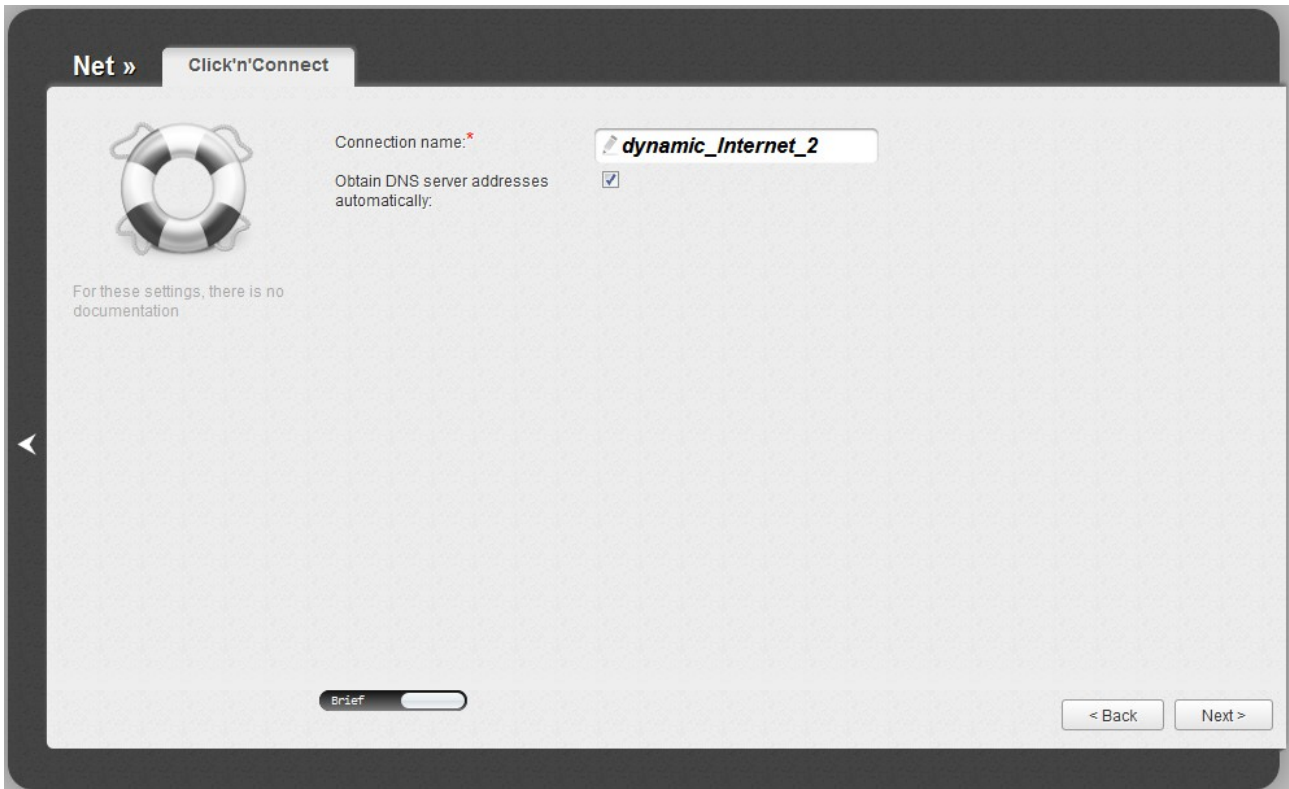 Net »
Click'n'Connect
Connection name:*
dynamic_Internet_2
Obtain DNS server addresses
automatically:
For these settings, there is no
documentation
Brief
< Back
Next >